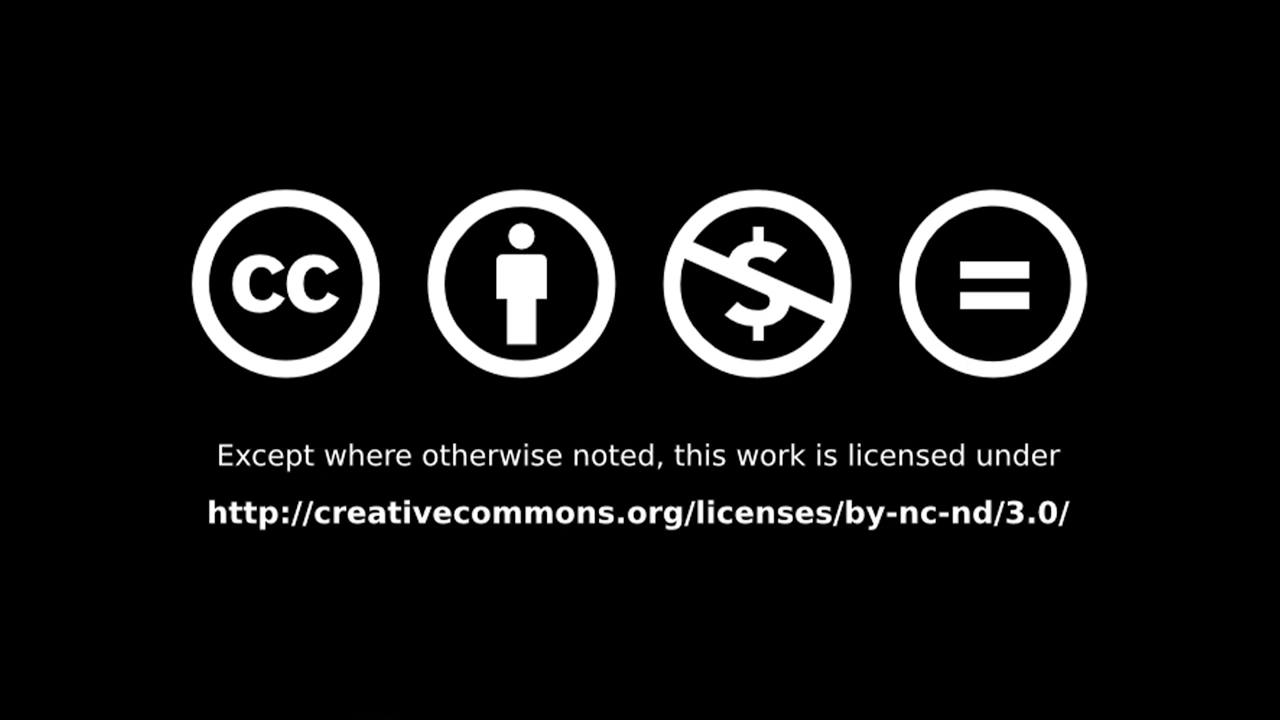 cc
$
=
Except where otherwise noted, this work is licensed under
http://creativecommons.org/licenses/by-nc-nd/3.0/